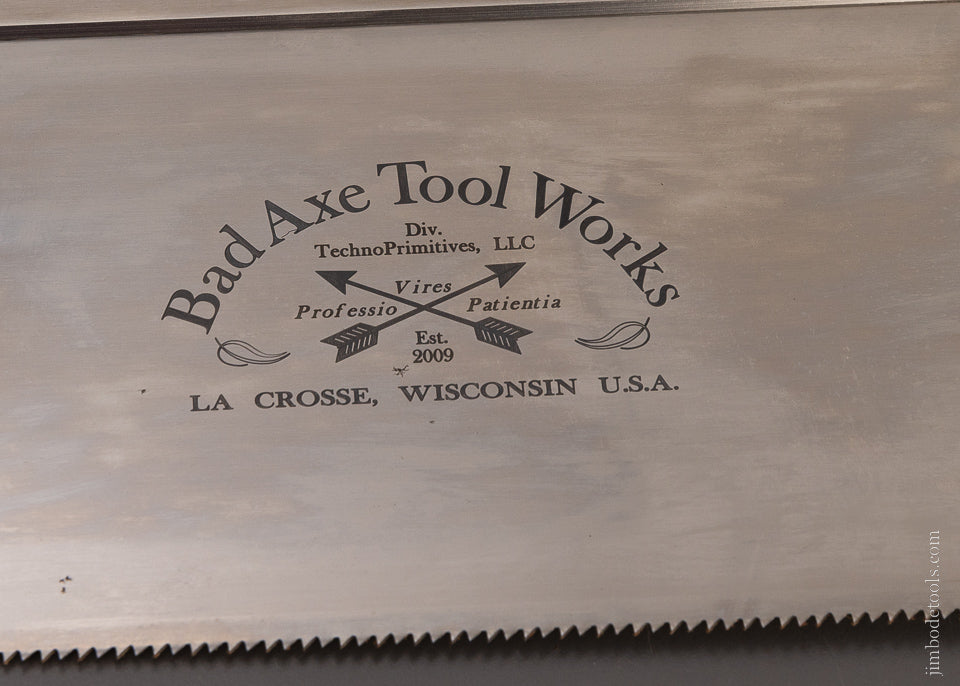 Bad Axe Tool Works
Div.
TechnoPrimitives, LLC
Vires
Professio Patientia
Est.
2009
LA CROSSE, WISCONSIN U.S.A.
jimbodetools.com